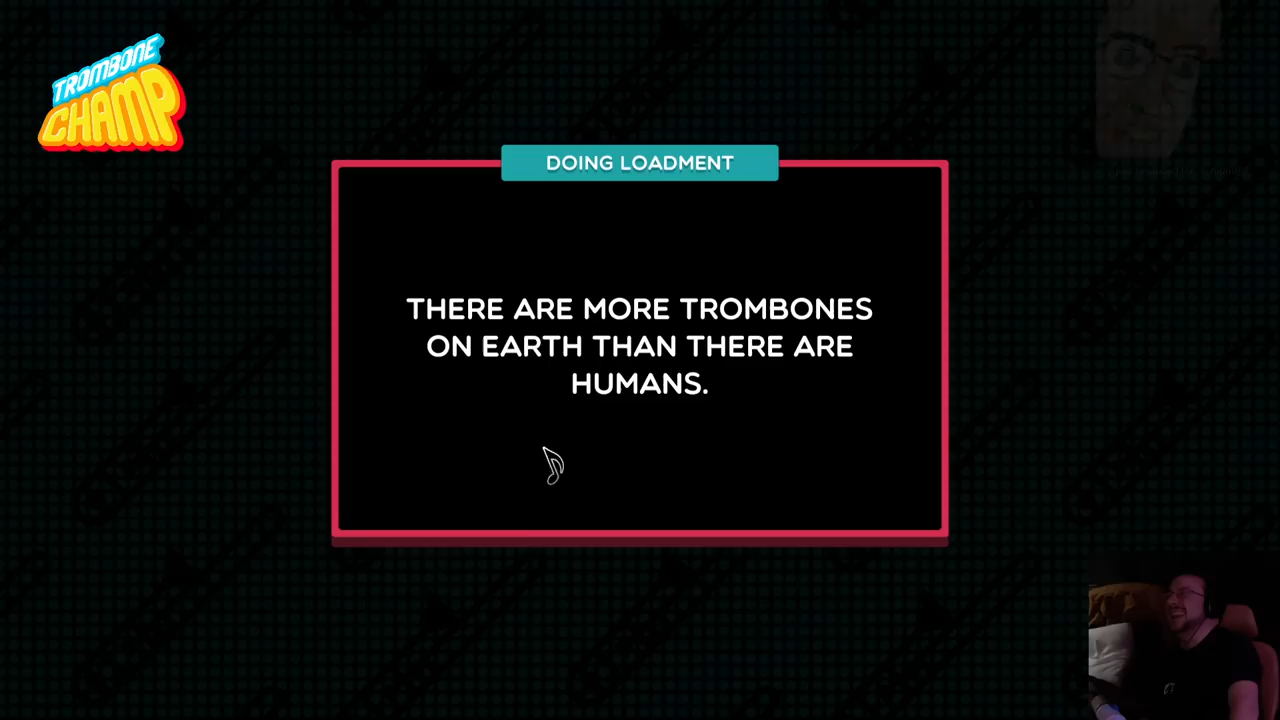 TROMBONE
CHAMP
DOING LOADMENT
THERE ARE MORE TROMBONES
ON EARTH THAN THERE ARE
HUMANS.